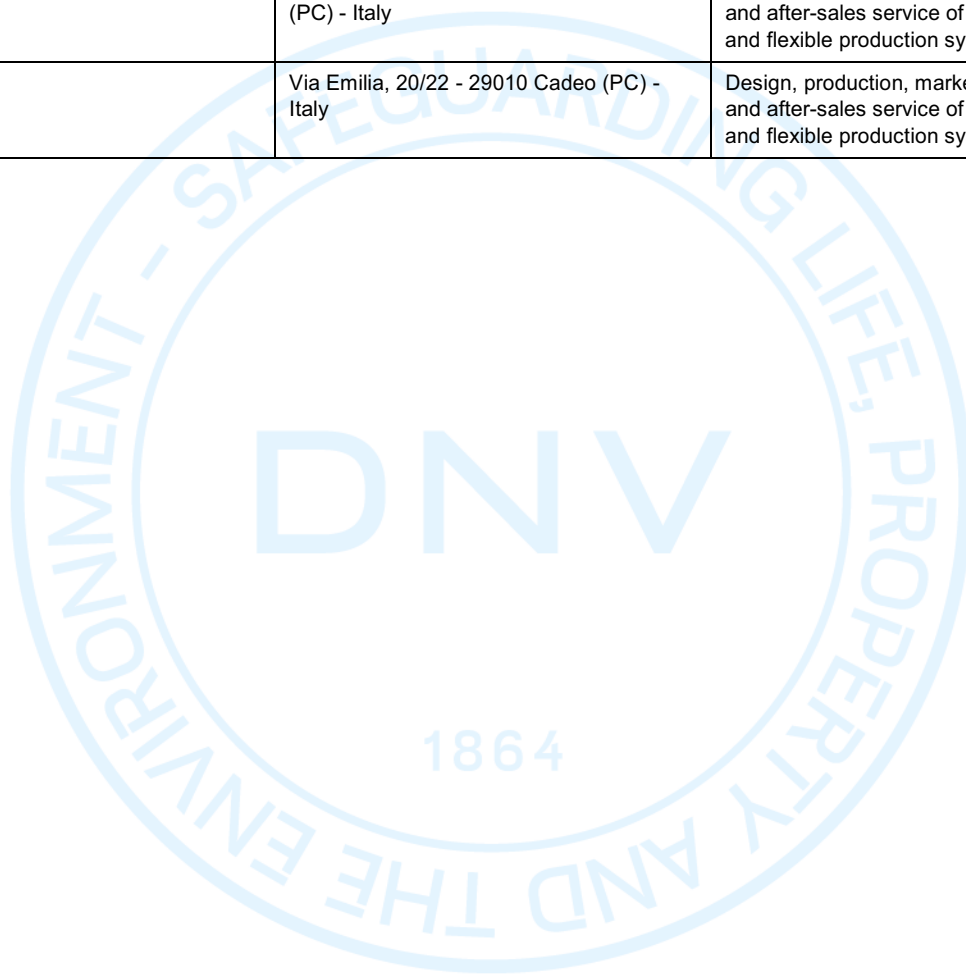 (PC) - Italy
and after-sales service of
and flexible production sy
Via Emilia, 20/22 - 29010 Cadeo (PC) -
Italy
Design, production, marke
and after-sales service of
and flexible production sy
SAFEGUARDING LIFE, PROPERTY AND THE ENVIRONMENT -
DNV
1864